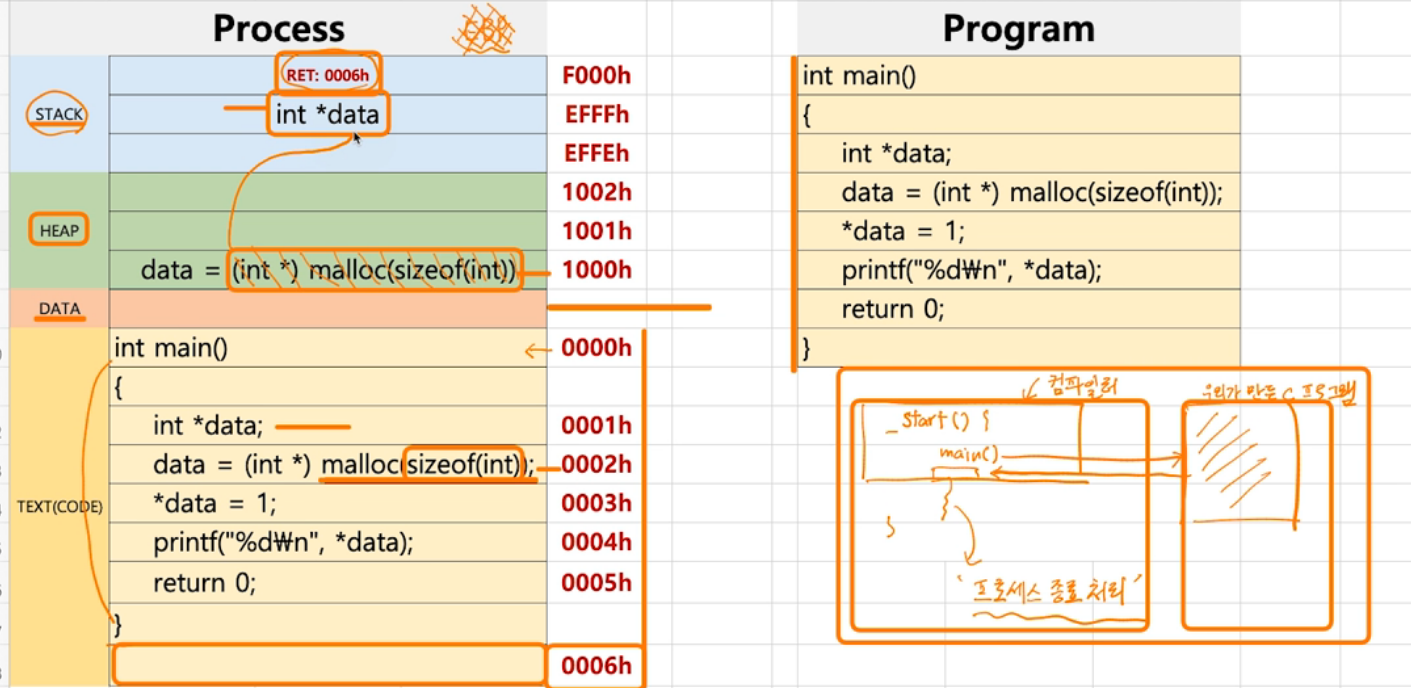 Process
EBP
Program
RET: 0006h
F000h
int main()
STACK
int *data
EFFFh
{
EFFEh
int *data;
1002h
data = (int *) malloc(sizeof(int));
HEAP
1001h
*data = 1;
data = (int *) malloc(sizeof(int))
1000h
printf("%d₩n", *data);
DATA
return 0;
int main()
0000h
}
{
int *data;
0001h
data = (int *) malloc(sizeof(int));
0002h
TEXT(CODE)
*data = 1;
0003h
printf("%d₩n", *data);
0004h
return 0;
0005h
}
0006h
컴파일러
우리가 만든 C 프로그램
_start() {
main()
}
'프로세스 종료 처리'